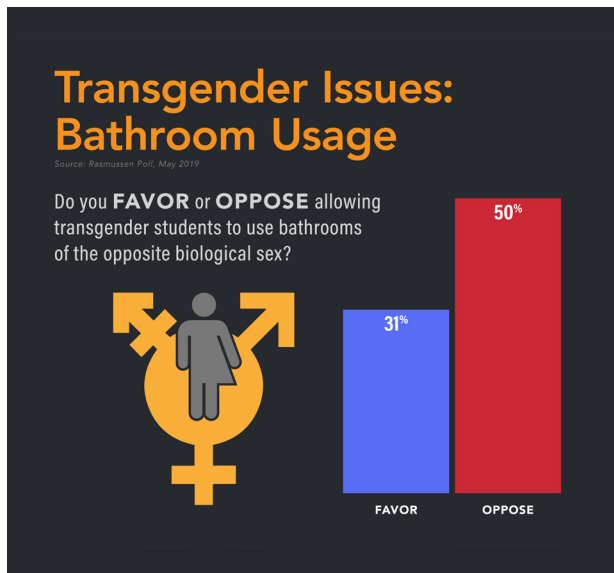 Transgender Issues:
Bathroom Usage
Source: Rasmussen Poll, May 2019
Do you FAVOR or OPPOSE allowing
transgender students to use bathrooms
of the opposite biological sex?
31%
50%
FAVOR
OPPOSE